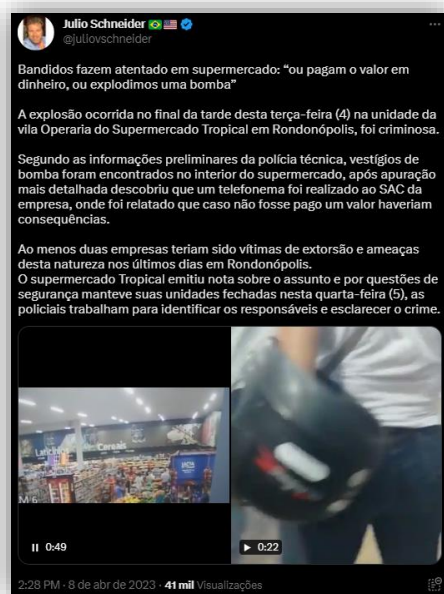 Julio Schneider 🇧🇷🇺🇸
@juliovschneider
Bandidos fazem atentado em supermercado: “ou pagam o valor em
dinheiro, ou explodimos uma bomba”
A explosão ocorrida no final da tarde desta terça-feira (4) na unidade da
vila Operaria do Supermercado Tropical em Rondonópolis, foi criminosa.
Segundo as informações preliminares da polícia técnica, vestígios de
bomba foram encontrados no interior do supermercado, após apuração
mais detalhada descobriu que um telefonema foi realizado ao SAC da
empresa, onde foi relatado que caso não fosse pago um valor haveriam
consequências.
Ao menos duas empresas teriam sido vítimas de extorsão e ameaças
desta natureza nos últimos dias em Rondonópolis.
O supermercado Tropical emitiu nota sobre o assunto e por questões de
segurança manteve suas unidades fechadas nesta quarta-feira (5), as
policiais trabalham para identificar os responsáveis e esclarecer o crime.
Laticínios
Cereais
M 6
0:49
0:22
2:28 PM · 8 de abr de 2023 · 41 mil Visualizações